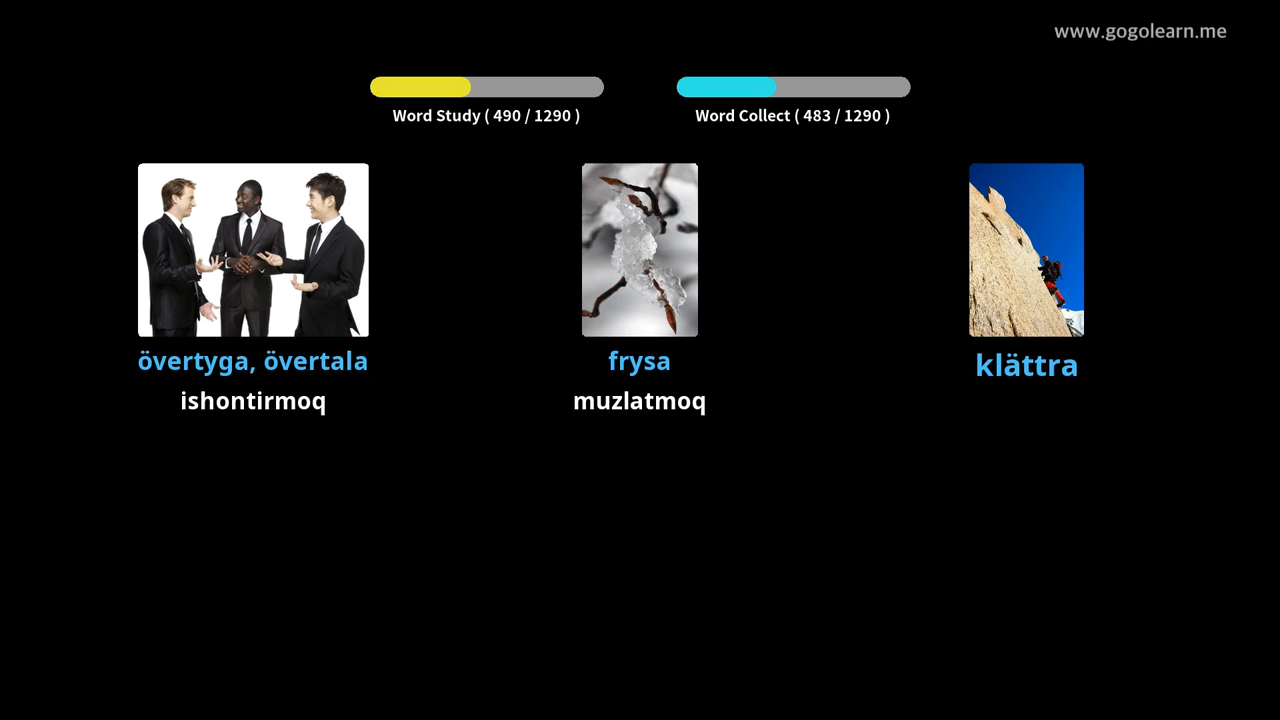 www.gogolearn.me
Word Study ( 490 / 1290 )
Word Collect ( 483 / 1290 )
övertyga, övertala
ishontirmoq
frysa
muzlatmoq
klättra